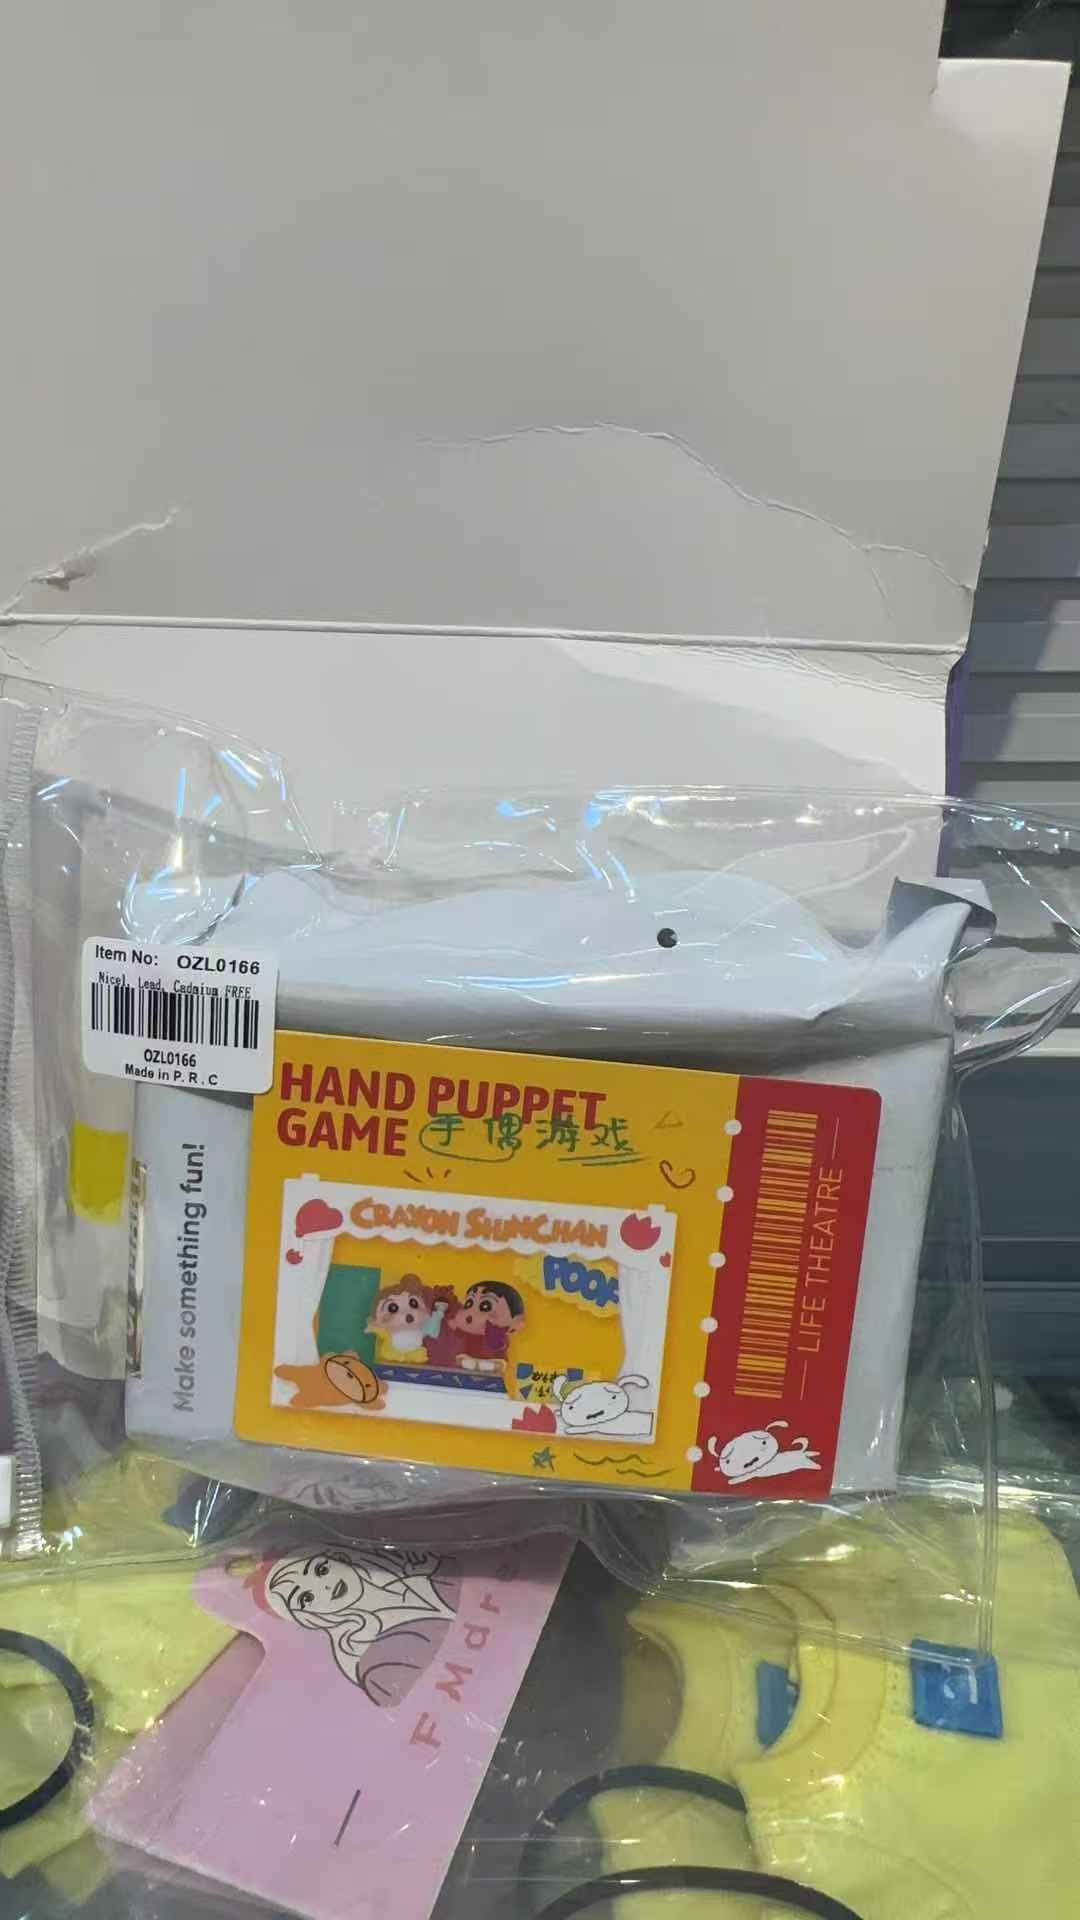 Item No: OZL0166
Nicel, Lead, Cadmium FREE
OZL0166
Made in P.R.C
HAND PUPPET
GAME
手偶游戏
CRAYON SHINCHAN
LIFE THEATRE
Make something fun!
FMdre